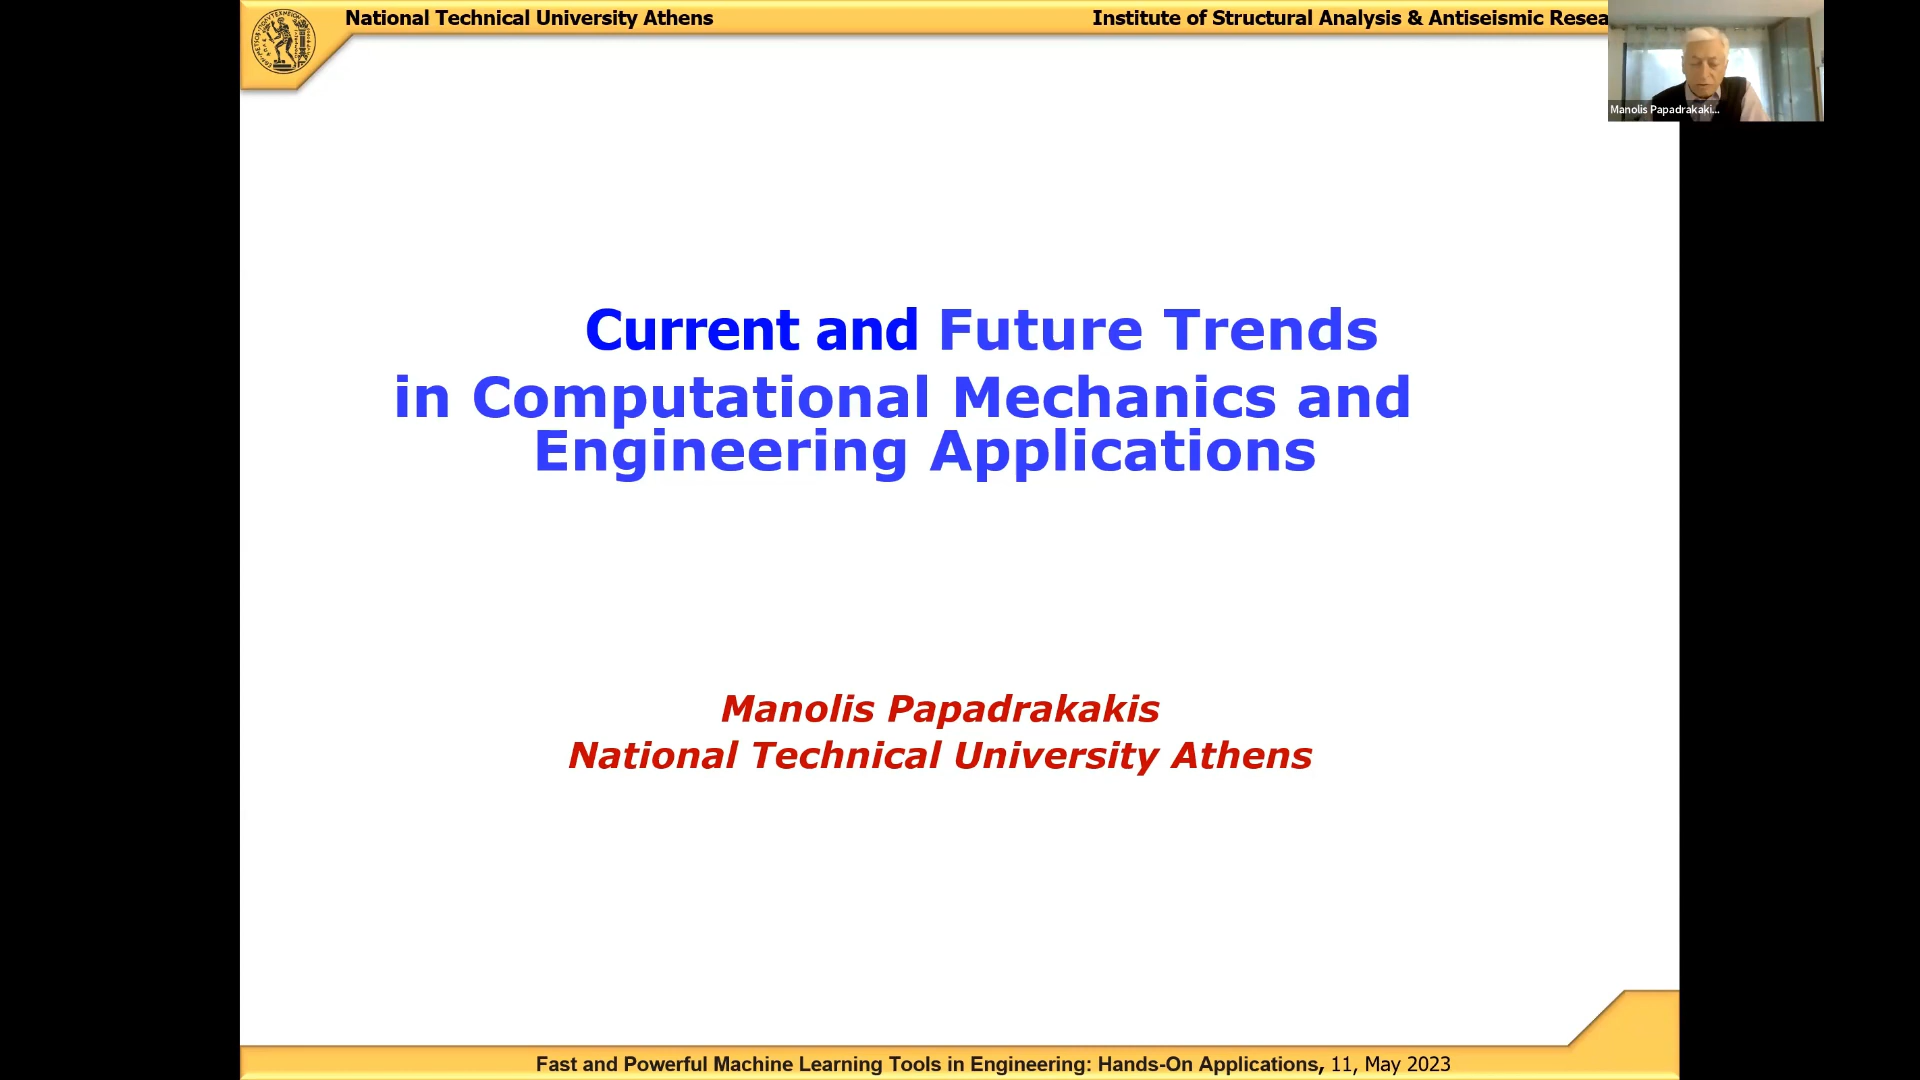 National Technical University Athens
Institute of Structural Analysis & Antiseismic Resea
Manolis Papadrakaki...
Current and Future Trends
in Computational Mechanics and
Engineering Applications
Manolis Papadrakakis
National Technical University Athens
Fast and Powerful Machine Learning Tools in Engineering: Hands-On Applications, 11, May 2023